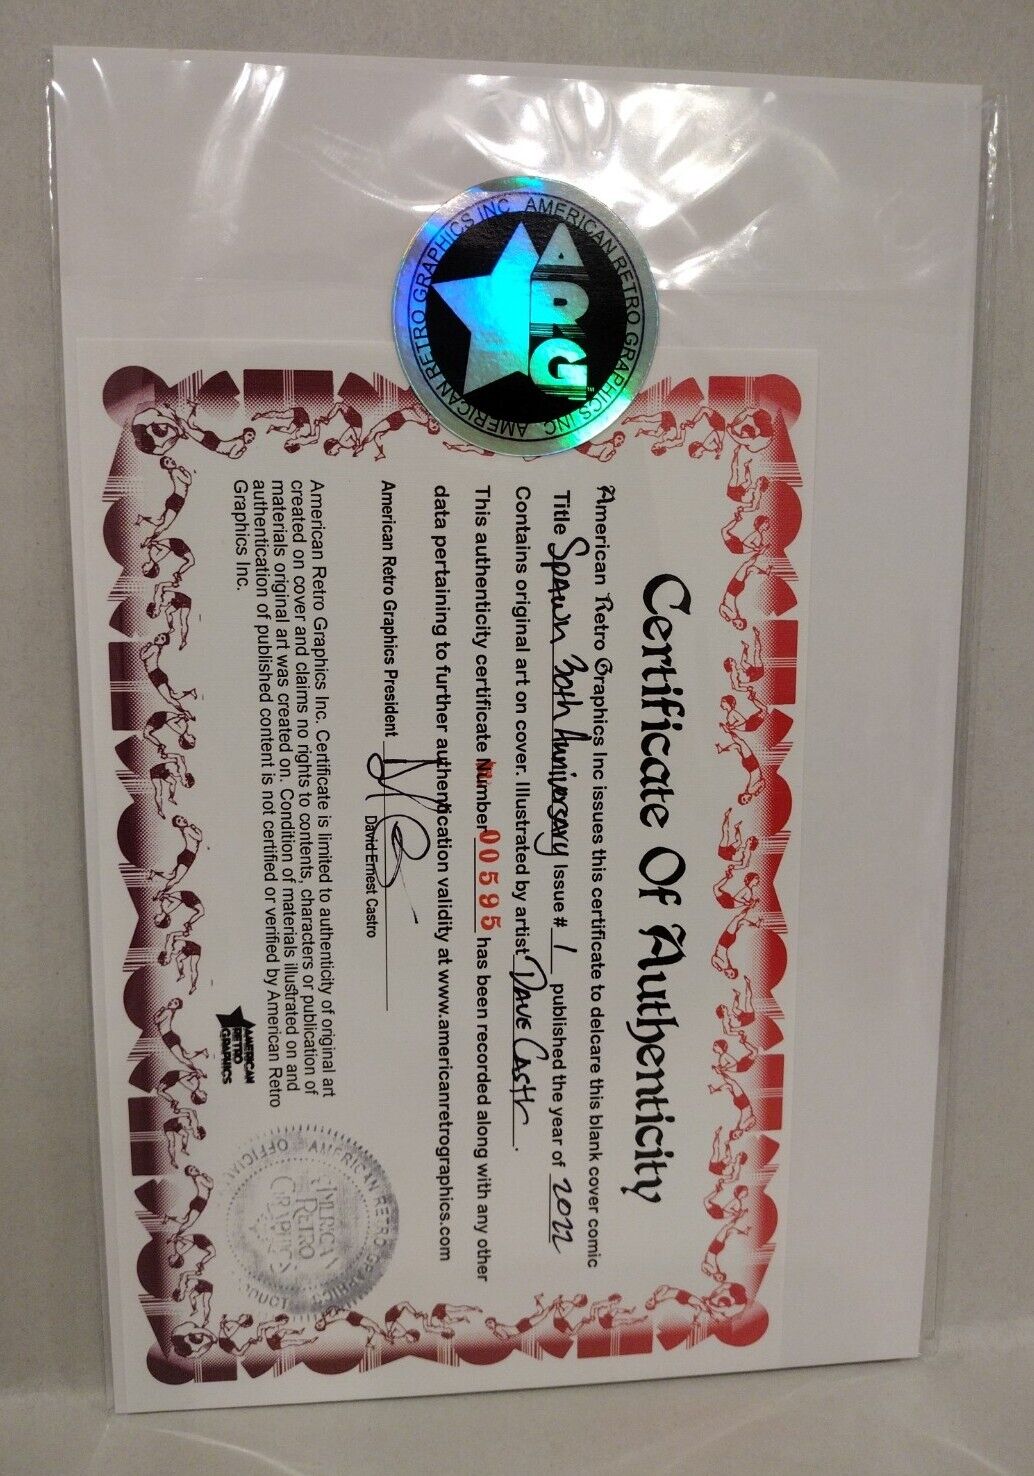 AMERICAN RETRO GRAPHICS INC AMERICAN RETRO GRAPHICS INC
ARG
Certificate Of Authenticity
American Retro Graphics Inc issues this certificate to delcare this blank cover comic
Title Spawn 30th Anniversary Issue # 1 published the year of 2022
Contains original art on cover. Illustrated by artist Dave Castr.
This authenticity certificate Number 00595 has been recorded along with any other
data pertaining to further authentication validity at www.americanretrographics.com
American Retro Graphics President
David Ernest Castro
American Retro Graphics Inc. Certificate is limited to authenticity of original art
created on cover and claims no rights to contents, characters or publication of
materials original art was created on. Condition of materials illustrated on and
authentication of published content is not certified or verified by American Retro
Graphics Inc.
AMERICAN
RETRO
GRAPHICS
AMERICAN RETRO GRAPHICS
OFFICIAL
AMERICAN
RETRO
GRAPHICS